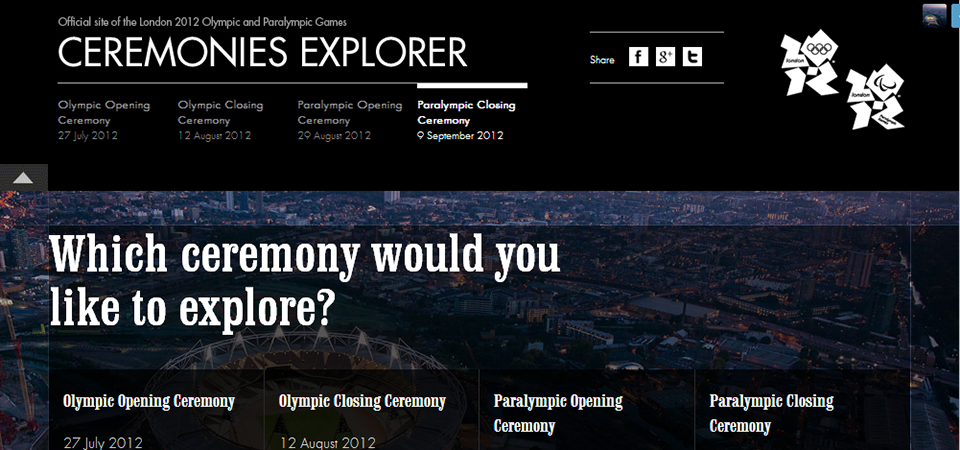 Official site of the London 2012 Olympic and Paralympic Games
CEREMONIES EXPLORER
Share
f
g+
t
london
london
Olympic Opening
Ceremony
27 July 2012
Olympic Closing
Ceremony
12 August 2012
Paralympic Opening
Ceremony
29 August 2012
Paralympic Closing
Ceremony
9 September 2012
Which ceremony would you
like to explore?
Olympic Opening Ceremony
27 July 2012
Olympic Closing Ceremony
12 August 2012
Paralympic Opening
Ceremony
Paralympic Closing
Ceremony